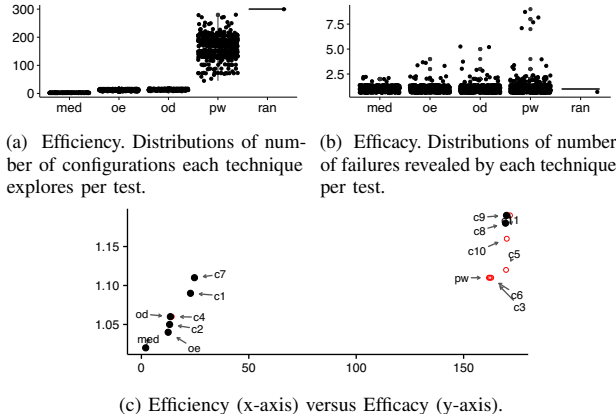 300
200
100
0
med oe od pw ran
7.5
5.0
2.5
med oe od pw ran
(a) Efficiency. Distributions of num-
ber of configurations each technique
explores per test.
(b) Efficacy. Distributions of number
of failures revealed by each technique
per test.
1.15
1.10
1.05
c9
c8
c10
c5
pw
c6
c3
c7
c1
od c4
c2
med
oe
0 50 100 150
(c) Efficiency (x-axis) versus Efficacy (y-axis).